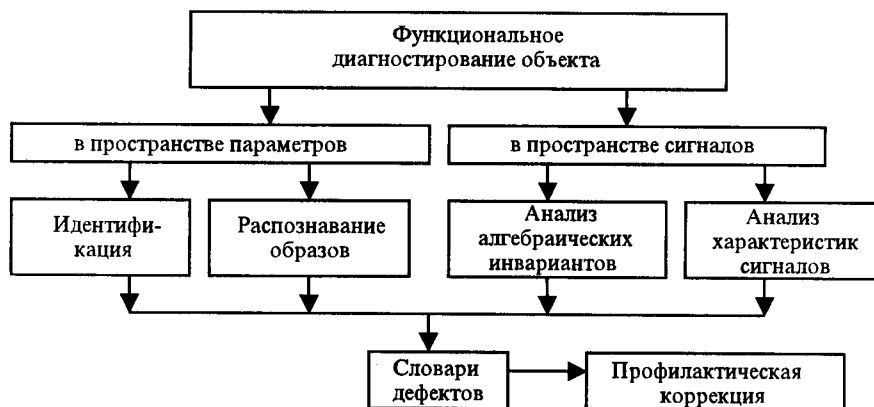 Функциональное
диагностирование объекта
в пространстве параметров
в пространстве сигналов
Идентифи-
кация
Распознавание
образов
Анализ
алгебраических
инвариантов
Анализ
характеристик
сигналов
Словари
дефектов
Профилактическая
коррекция